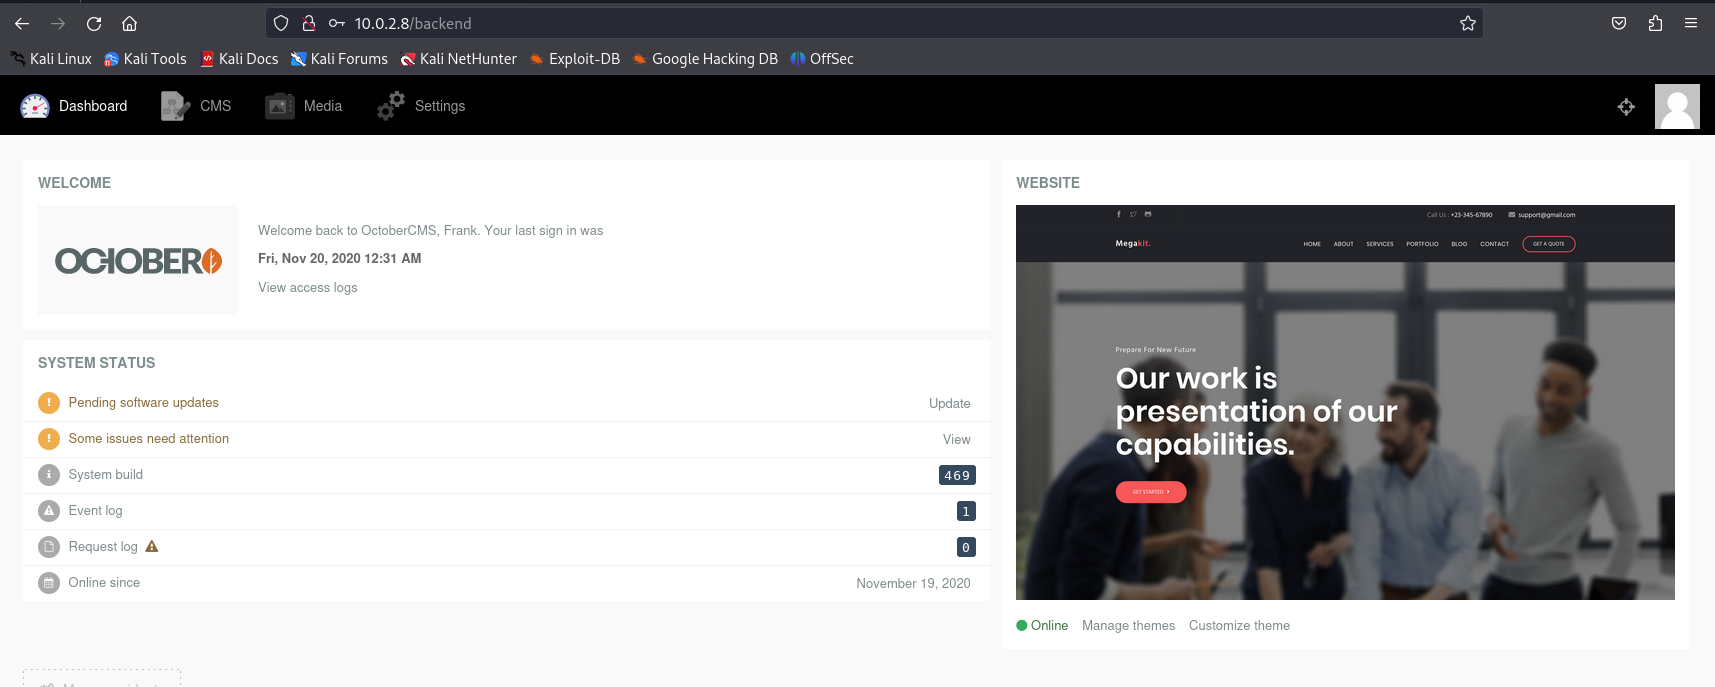 10.0.2.8/backend
Kali Linux Kali Tools Kali Docs Kali Forums Kali NetHunter Exploit-DB Google Hacking DB OffSec
Dashboard CMS Media Settings
WELCOME
OCTOBER
Welcome back to OctoberCMS, Frank. Your last sign in was
Fri, Nov 20, 2020 12:31 AM
View access logs
SYSTEM STATUS
Pending software updates Update
Some issues need attention View
System build 469
Event log 1
Request log 0
Online since November 19, 2020
WEBSITE
Call Us : +23-345-67890 support@gmail.com
Megakit. HOME ABOUT SERVICES PORTFOLIO BLOG CONTACT GET A QUOTE
Prepare For New Future
Our work is
presentation of our
capabilities.
GET STARTED
Online Manage themes Customize theme